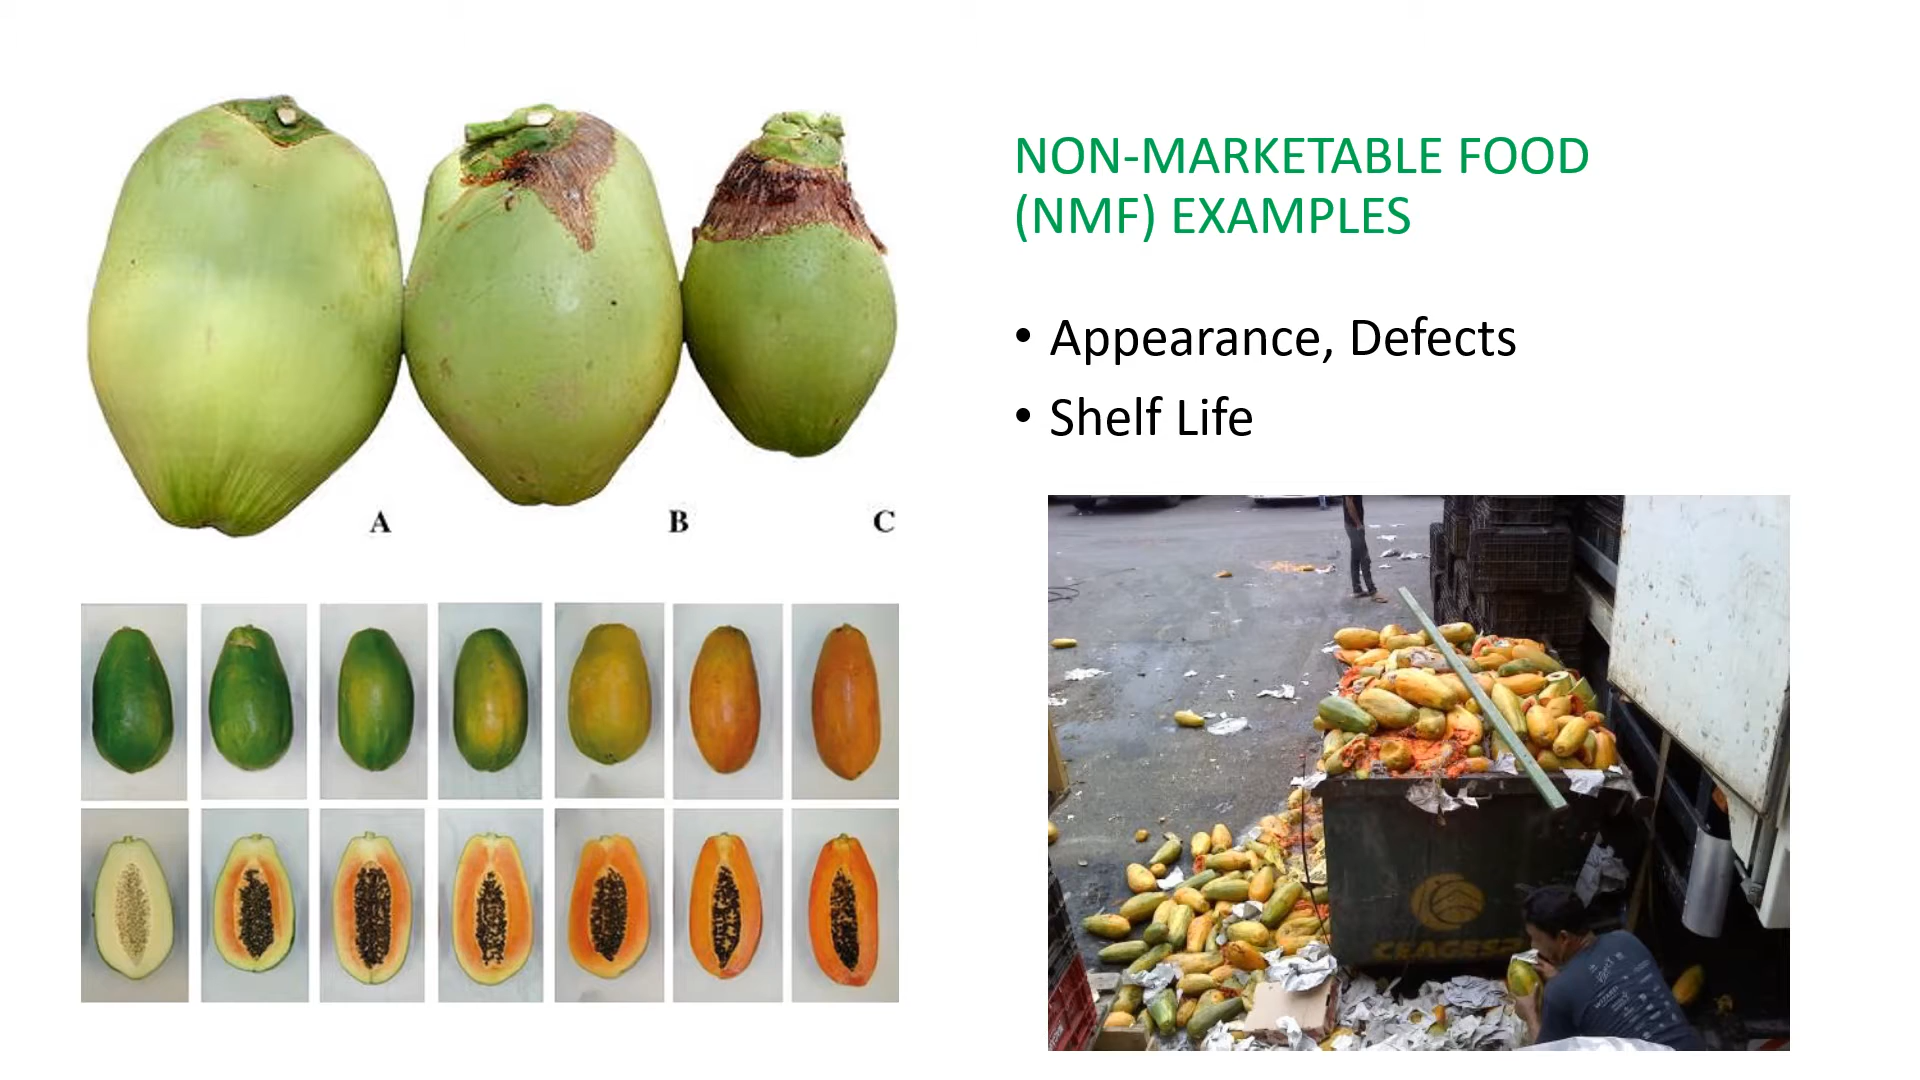 NON-MARKETABLE FOOD
(NMF) EXAMPLES
• Appearance, Defects
• Shelf Life
A
B
C
CEAGESP